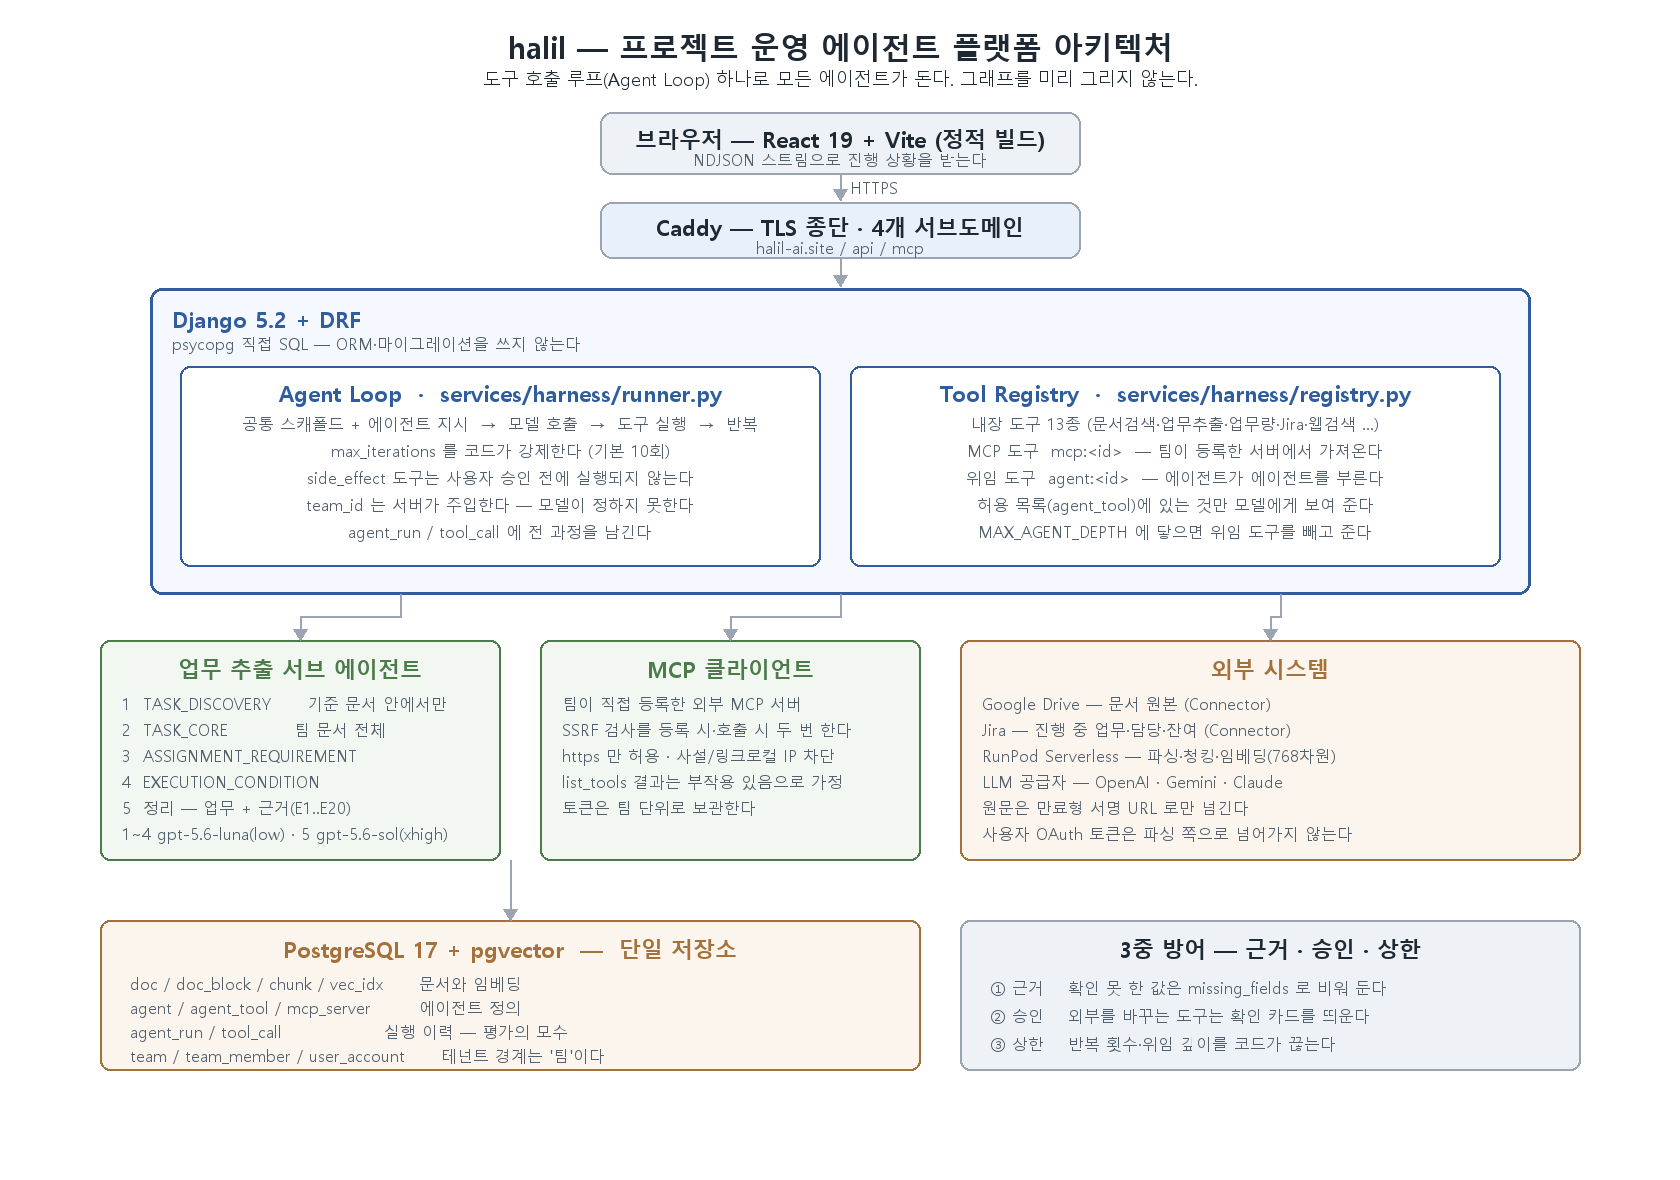 halil — 프로젝트 운영 에이전트 플랫폼 아키텍처
도구 호출 루프(Agent Loop) 하나로 모든 에이전트가 돈다. 그래프를 미리 그리지 않는다.
브라우저 — React 19 + Vite (정적 빌드)
NDJSON 스트림으로 진행 상황을 받는다
HTTPS
Caddy — TLS 종단 · 4개 서브도메인
halil-ai.site / api / mcp
Django 5.2 + DRF
psycopg 직접 SQL — ORM·마이그레이션을 쓰지 않는다
Agent Loop · services/harness/runner.py
공통 스캐폴드 + 에이전트 지시 → 모델 호출 → 도구 실행 → 반복
max_iterations 를 코드가 강제한다 (기본 10회)
side_effect 도구는 사용자 승인 전에 실행되지 않는다
team_id 는 서버가 주입한다 — 모델이 정하지 못한다
agent_run / tool_call 에 전 과정을 남긴다
Tool Registry · services/harness/registry.py
내장 도구 13종 (문서검색·업무추출·업무량·Jira·웹검색 …)
MCP 도구 mcp:<id> — 팀이 등록한 서버에서 가져온다
위임 도구 agent:<id> — 에이전트가 에이전트를 부른다
허용 목록(agent_tool)에 있는 것만 모델에게 보여 준다
MAX_AGENT_DEPTH 에 닿으면 위임 도구를 빼고 준다
업무 추출 서브 에이전트
1 TASK_DISCOVERY 기준 문서 안에서만
2 TASK_CORE 팀 문서 전체
3 ASSIGNMENT_REQUIREMENT
4 EXECUTION_CONDITION
5 정리 — 업무 + 근거(E1..E20)
1~4 gpt-5.6-luna(low) · 5 gpt-5.6-sol(xhigh)
MCP 클라이언트
팀이 직접 등록한 외부 MCP 서버
SSRF 검사를 등록 시·호출 시 두 번 한다
https 만 허용 · 사설/링크로컬 IP 차단
list_tools 결과는 부작용 있음으로 가정
토큰은 팀 단위로 보관한다
외부 시스템
Google Drive — 문서 원본 (Connector)
Jira — 진행 중 업무·담당·잔여 (Connector)
RunPod Serverless — 파싱·청킹·임베딩(768차원)
LLM 공급자 — OpenAI · Gemini · Claude
원문은 만료형 서명 URL 로만 넘긴다
사용자 OAuth 토큰은 파싱 쪽으로 넘어가지 않는다
PostgreSQL 17 + pgvector — 단일 저장소
doc / doc_block / chunk / vec_idx 문서와 임베딩
agent / agent_tool / mcp_server 에이전트 정의
agent_run / tool_call 실행 이력 — 평가의 모수
team / team_member / user_account 테넌트 경계는 '팀'이다
3중 방어 — 근거 · 승인 · 상한
① 근거 확인 못 한 값은 missing_fields 로 비워 둔다
② 승인 외부를 바꾸는 도구는 확인 카드를 띄운다
③ 상한 반복 횟수·위임 깊이를 코드가 끊는다